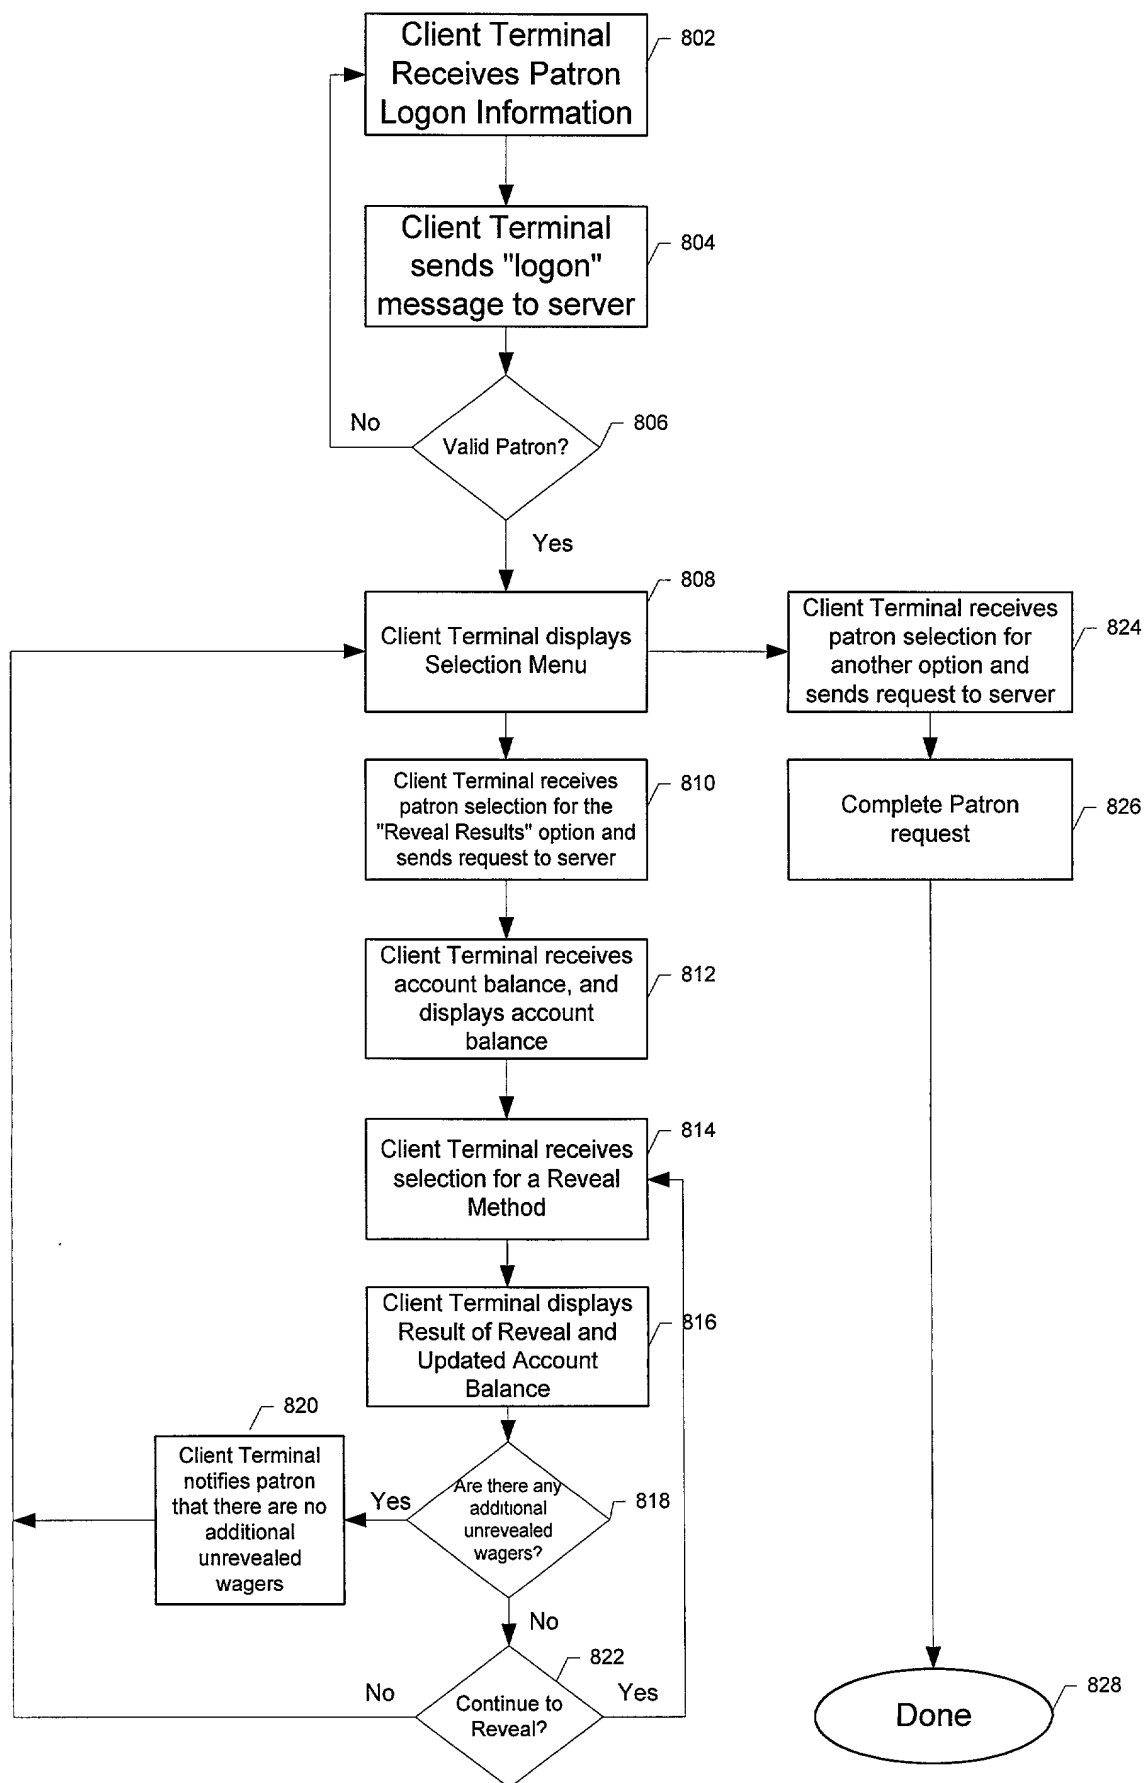 Client Terminal
Receives Patron
Logon Information
802
Client Terminal
sends "logon"
message to server
804
No
Valid Patron?
806
Yes
808
Client Terminal displays
Selection Menu
Client Terminal receives
patron selection for
another option and
sends request to server
824
Client Terminal receives
patron selection for the
"Reveal Results" option and
sends request to server
810
Complete Patron
request
826
Client Terminal receives
account balance, and
displays account
balance
812
Client Terminal receives
selection for a Reveal
Method
814
Client Terminal displays
Result of Reveal and
Updated Account
Balance
816
820
Client Terminal
notifies patron
that there are no
additional
unrevealed
wagers
Yes
Are there any
additional
unrevealed
wagers?
818
No
822
No
Continue to
Reveal?
Yes
Done
828